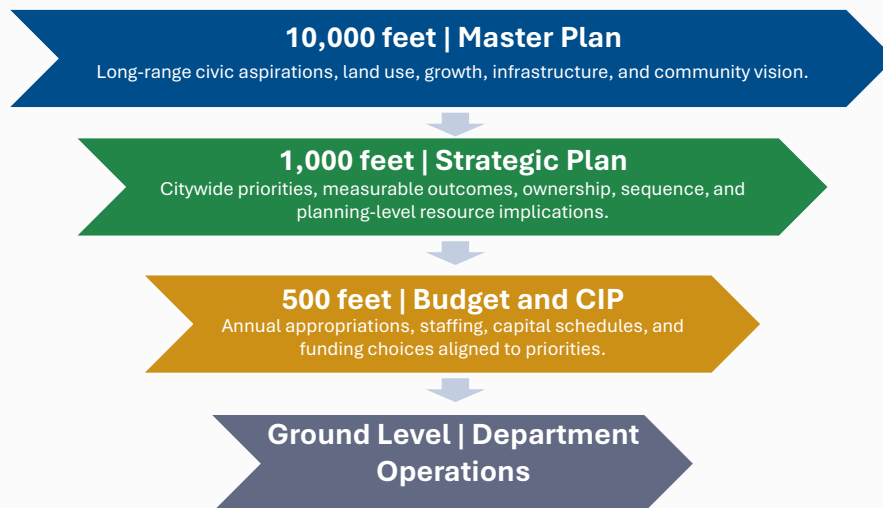 10,000 feet | Master Plan
Long-range civic aspirations, land use, growth, infrastructure, and community vision.
1,000 feet | Strategic Plan
Citywide priorities, measurable outcomes, ownership, sequence, and
planning-level resource implications.
500 feet | Budget and CIP
Annual appropriations, staffing, capital schedules, and
funding choices aligned to priorities.
Ground Level | Department
Operations